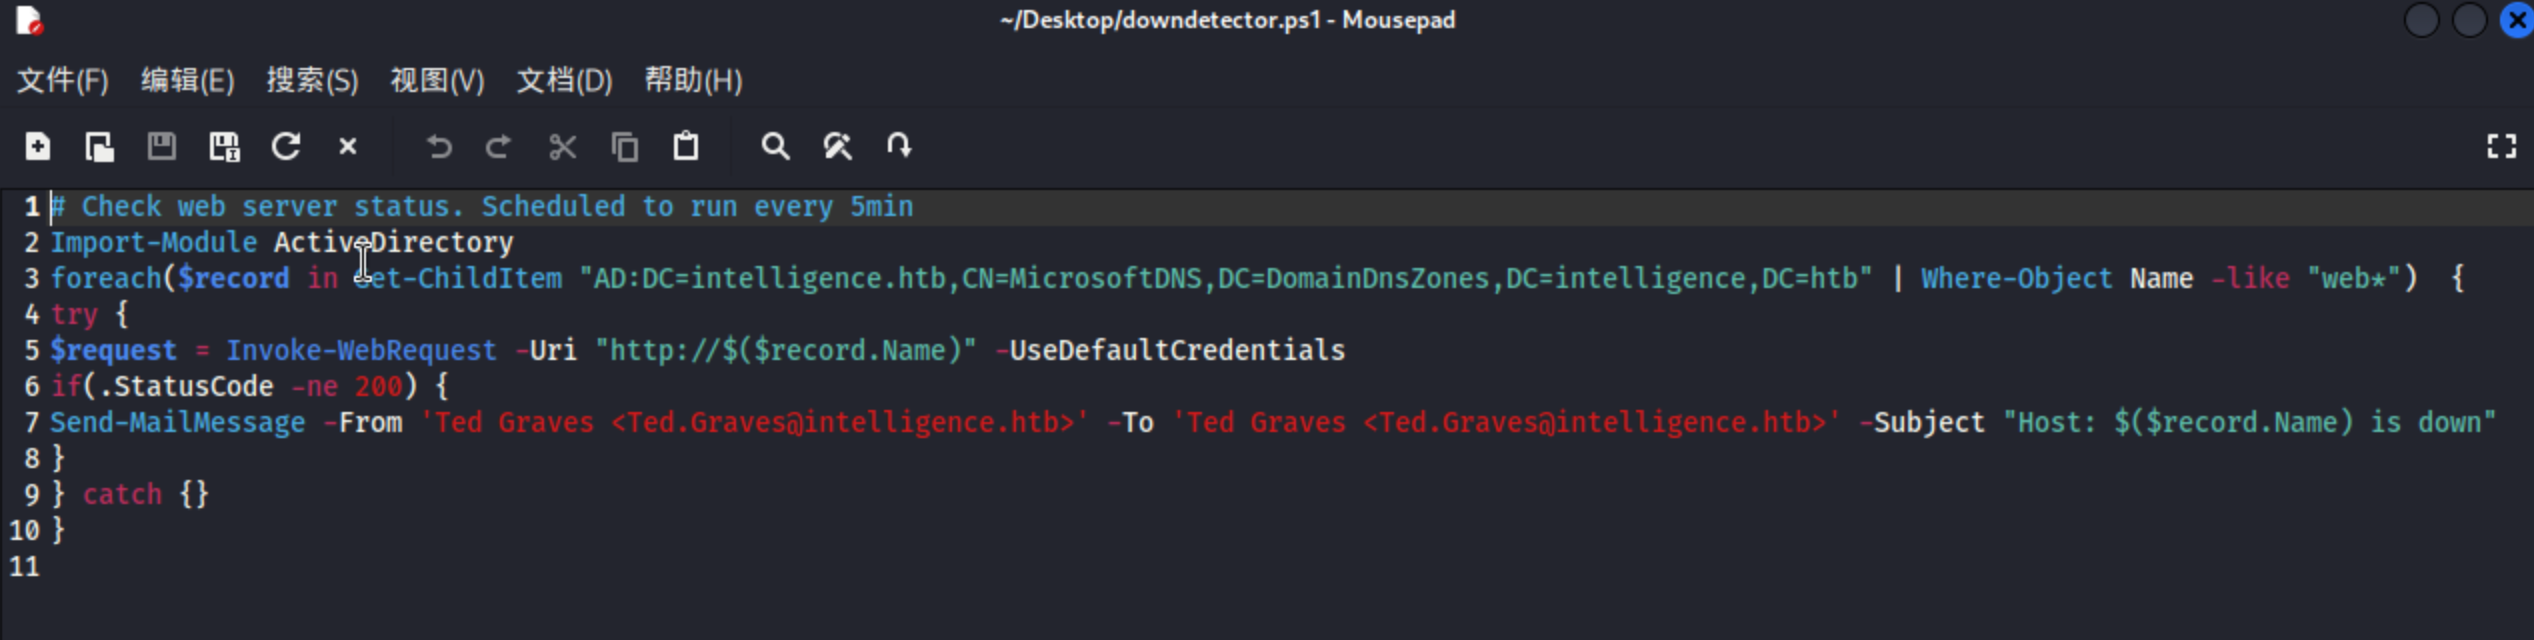 ~/Desktop/downdetector.ps1 - Mousepad
文件(F) 编辑(E) 搜索(S) 视图(V) 文档(D) 帮助(H)
1 # Check web server status. Scheduled to run every 5min
2 Import-Module ActiveDirectory
3 foreach($record in Get-ChildItem "AD:DC=intelligence.htb,CN=MicrosoftDNS,DC=DomainDnsZones,DC=intelligence,DC=htb" | Where-Object Name -like "web*")  {
4 try {
5 $request = Invoke-WebRequest -Uri "http://$($record.Name)" -UseDefaultCredentials
6 if(.StatusCode -ne 200) {
7 Send-MailMessage -From 'Ted Graves <Ted.Graves@intelligence.htb>' -To 'Ted Graves <Ted.Graves@intelligence.htb>' -Subject "Host: $($record.Name) is down"
8 }
9 } catch {}
10 }
11